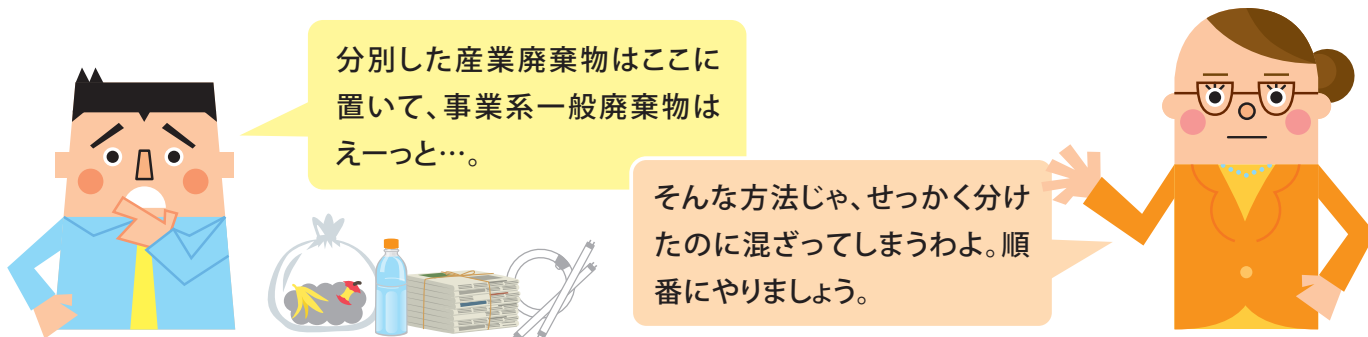 分別した産業廃棄物はここに
置いて、事業系一般廃棄物は
えーっと…。
そんな方法じゃ、せっかく分け
たのに混ざってしまうわよ。順
番にやりましょう。